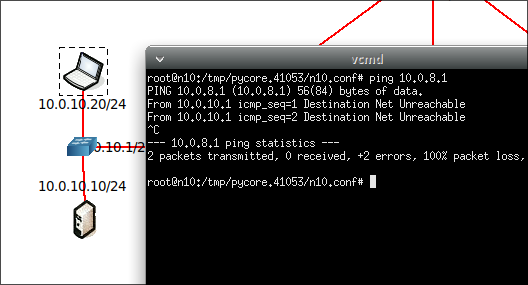 vcmd
root@n10:/tmp/pycore.41053/n10.conf# ping 10.0.8.1
PING 10.0.8.1 (10.0.8.1) 56(84) bytes of data.
From 10.0.10.1 icmp_seq=1 Destination Net Unreachable
From 10.0.10.1 icmp_seq=2 Destination Net Unreachable
^C
--- 10.0.8.1 ping statistics ---
2 packets transmitted, 0 received, +2 errors, 100% packet loss,
root@n10:/tmp/pycore.41053/n10.conf#
10.0.10.20/24
.10.1/2
10.0.10.10/24